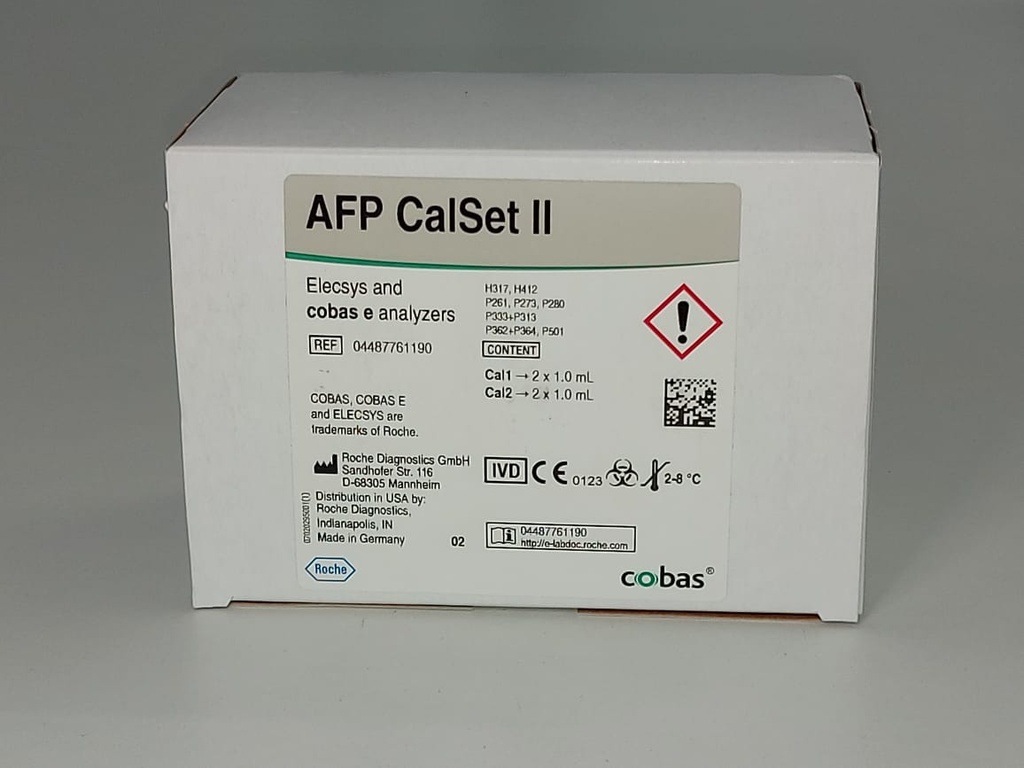 AFP CalSet II
Elecsys and
cobas e analyzers
REF 04487761190
H317, H412
P261, P273, P280
P333+P313
P362+P364, P501
CONTENT
Cal1 → 2 x 1.0 mL
Cal2 → 2 x 1.0 mL
COBAS, COBAS E
and ELECSYS are
trademarks of Roche.
Roche Diagnostics GmbH
Sandhofer Str. 116
D-68305 Mannheim
Distribution in USA by:
Roche Diagnostics,
Indianapolis, IN
Made in Germany
02
IVD CE 0123 2-8 °C
04487761190
http://e-labdoc.roche.com
Roche
cobas®